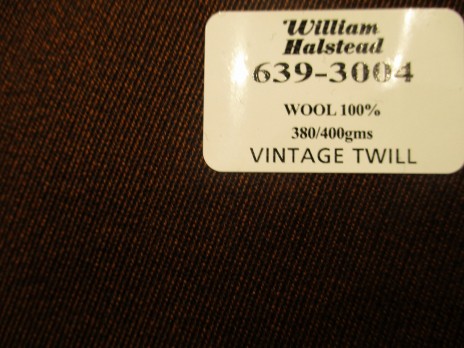 William
Halstead
639-3004
WOOL 100%
380/400gms
VINTAGE TWILL